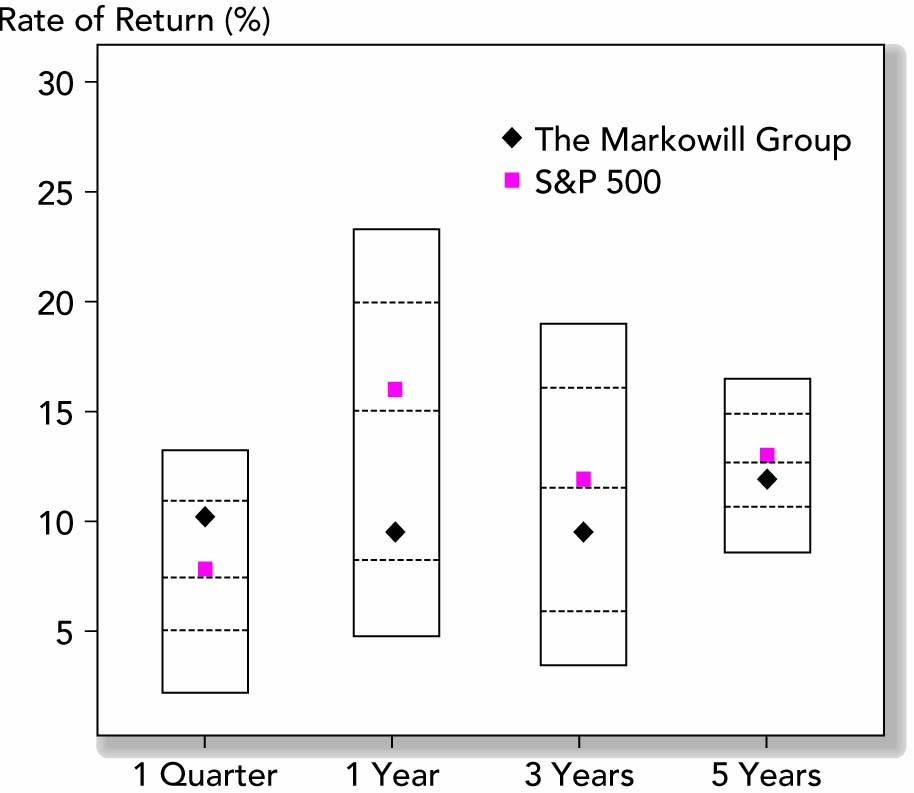 Rate of Return (%)
30
The Markowill Group
S&P 500
25
20
15
10
5
1 Quarter
1 Year
3 Years
5 Years